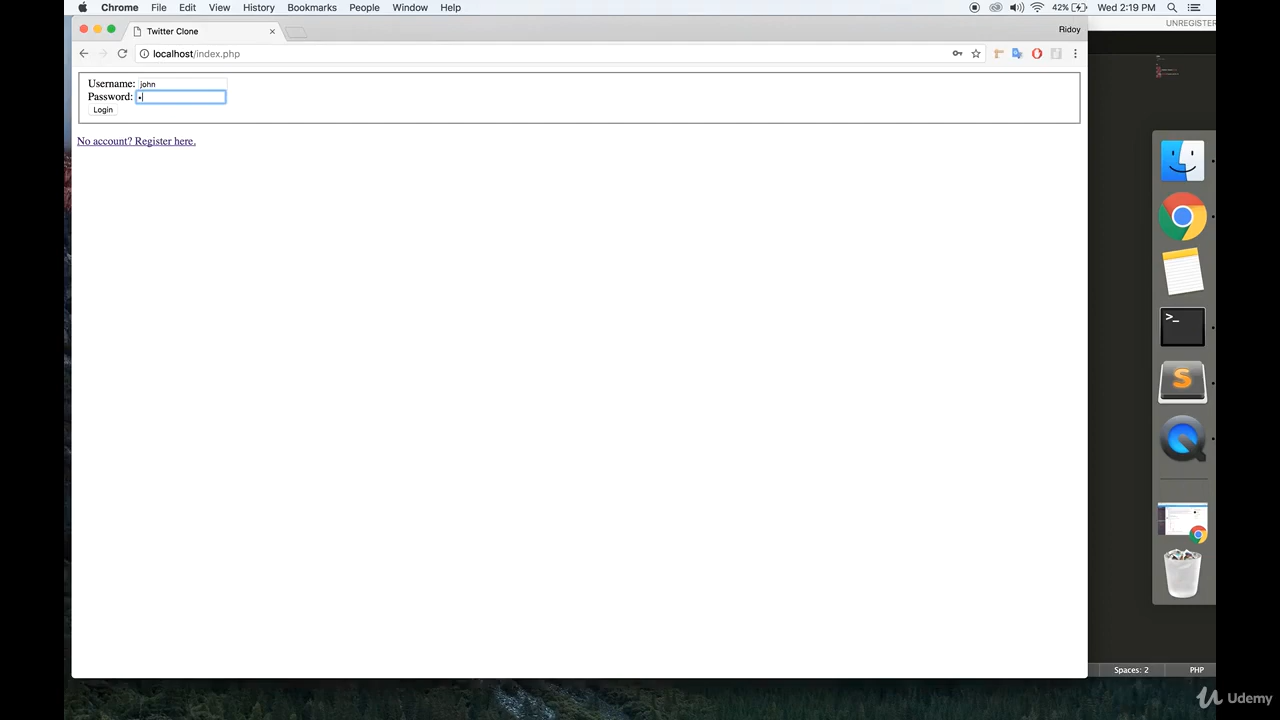 Chrome File Edit View History Bookmarks People Window Help 42% Wed 2:19 PM
UNREGISTER
Twitter Clone
Ridoy
localhost/index.php
Username: john
Password: •
Login
No account? Register here.
>_
S
Spaces: 2 PHP
Udemy